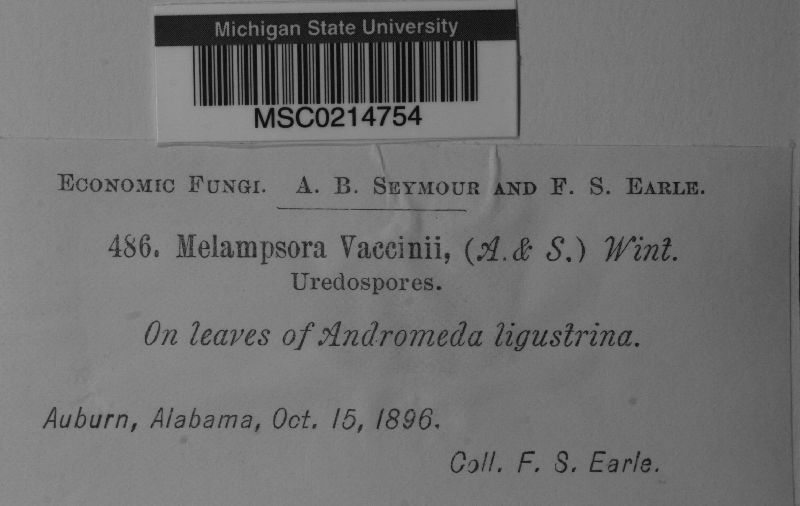 Michigan State University
MSC0214754
Economic Fungi. A. B. Seymour and F. S. Earle.
486. Melampsora Vaccinii, (A. & S.) Wint.
Uredospores.
On leaves of Andromeda ligustrina.
Auburn, Alabama, Oct. 15, 1896.
Coll. F. S. Earle.